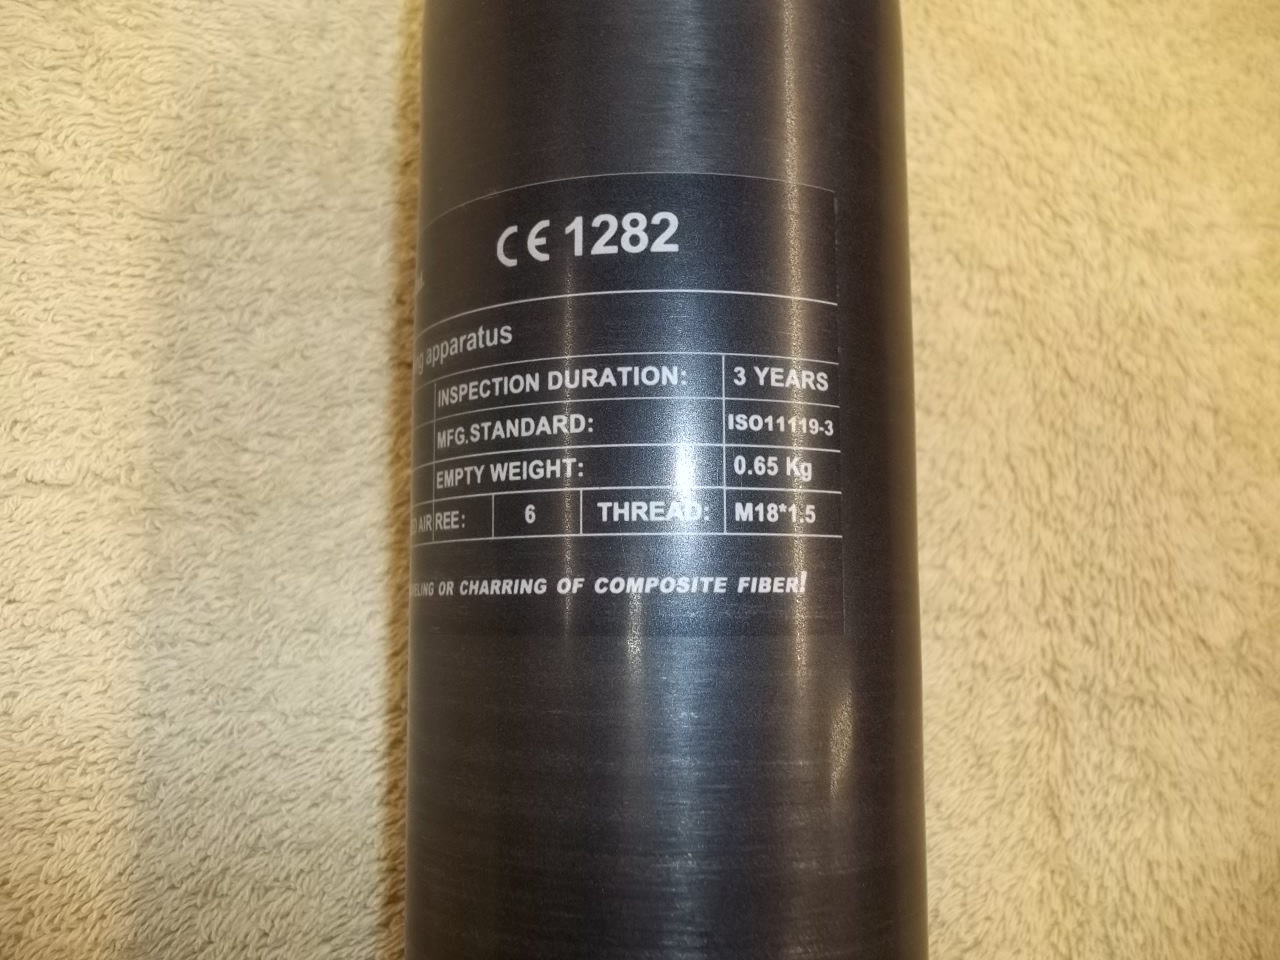 CE 1282
apparatus
INSPECTION DURATION: 3 YEARS
MFG.STANDARD: ISO11119-3
EMPTY WEIGHT: 0.65 Kg
AIR REE: 6 THREAD: M18*1.5
OR CHARRING OF COMPOSITE FIBER!